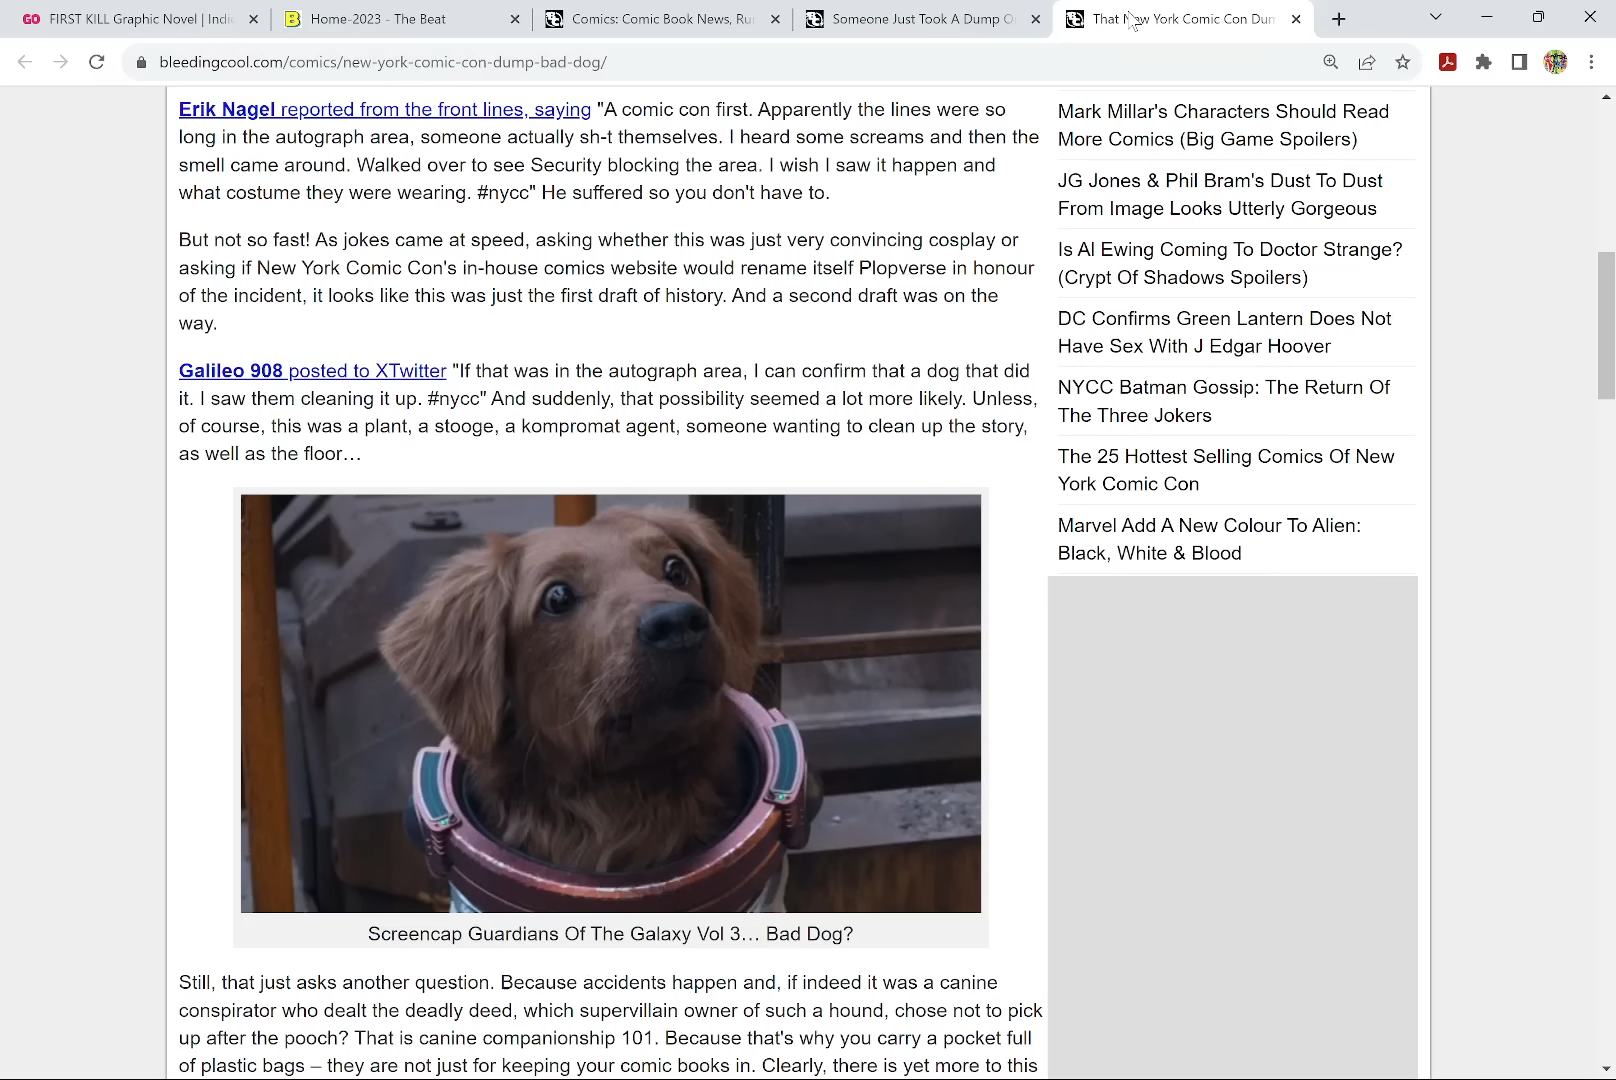 FIRST KILL Graphic Novel | Indi
Home-2023 - The Beat
Comics: Comic Book News, Ru
Someone Just Took A Dump O
That New York Comic Con Dum
bleedingcool.com/comics/new-york-comic-con-dump-bad-dog/
Erik Nagel reported from the front lines, saying "A comic con first. Apparently the lines were so
long in the autograph area, someone actually sh-t themselves. I heard some screams and then the
smell came around. Walked over to see Security blocking the area. I wish I saw it happen and
what costume they were wearing. #nycc" He suffered so you don't have to.
But not so fast! As jokes came at speed, asking whether this was just very convincing cosplay or
asking if New York Comic Con's in-house comics website would rename itself Plopverse in honour
of the incident, it looks like this was just the first draft of history. And a second draft was on the
way.
Galileo 908 posted to XTwitter "If that was in the autograph area, I can confirm that a dog that did
it. I saw them cleaning it up. #nycc" And suddenly, that possibility seemed a lot more likely. Unless,
of course, this was a plant, a stooge, a kompromat agent, someone wanting to clean up the story,
as well as the floor…
Screencap Guardians Of The Galaxy Vol 3… Bad Dog?
Still, that just asks another question. Because accidents happen and, if indeed it was a canine
conspirator who dealt the deadly deed, which supervillain owner of such a hound, chose not to pick
up after the pooch? That is canine companionship 101. Because that's why you carry a pocket full
of plastic bags – they are not just for keeping your comic books in. Clearly, there is yet more to this
Mark Millar's Characters Should Read
More Comics (Big Game Spoilers)
JG Jones & Phil Bram's Dust To Dust
From Image Looks Utterly Gorgeous
Is Al Ewing Coming To Doctor Strange?
(Crypt Of Shadows Spoilers)
DC Confirms Green Lantern Does Not
Have Sex With J Edgar Hoover
NYCC Batman Gossip: The Return Of
The Three Jokers
The 25 Hottest Selling Comics Of New
York Comic Con
Marvel Add A New Colour To Alien:
Black, White & Blood